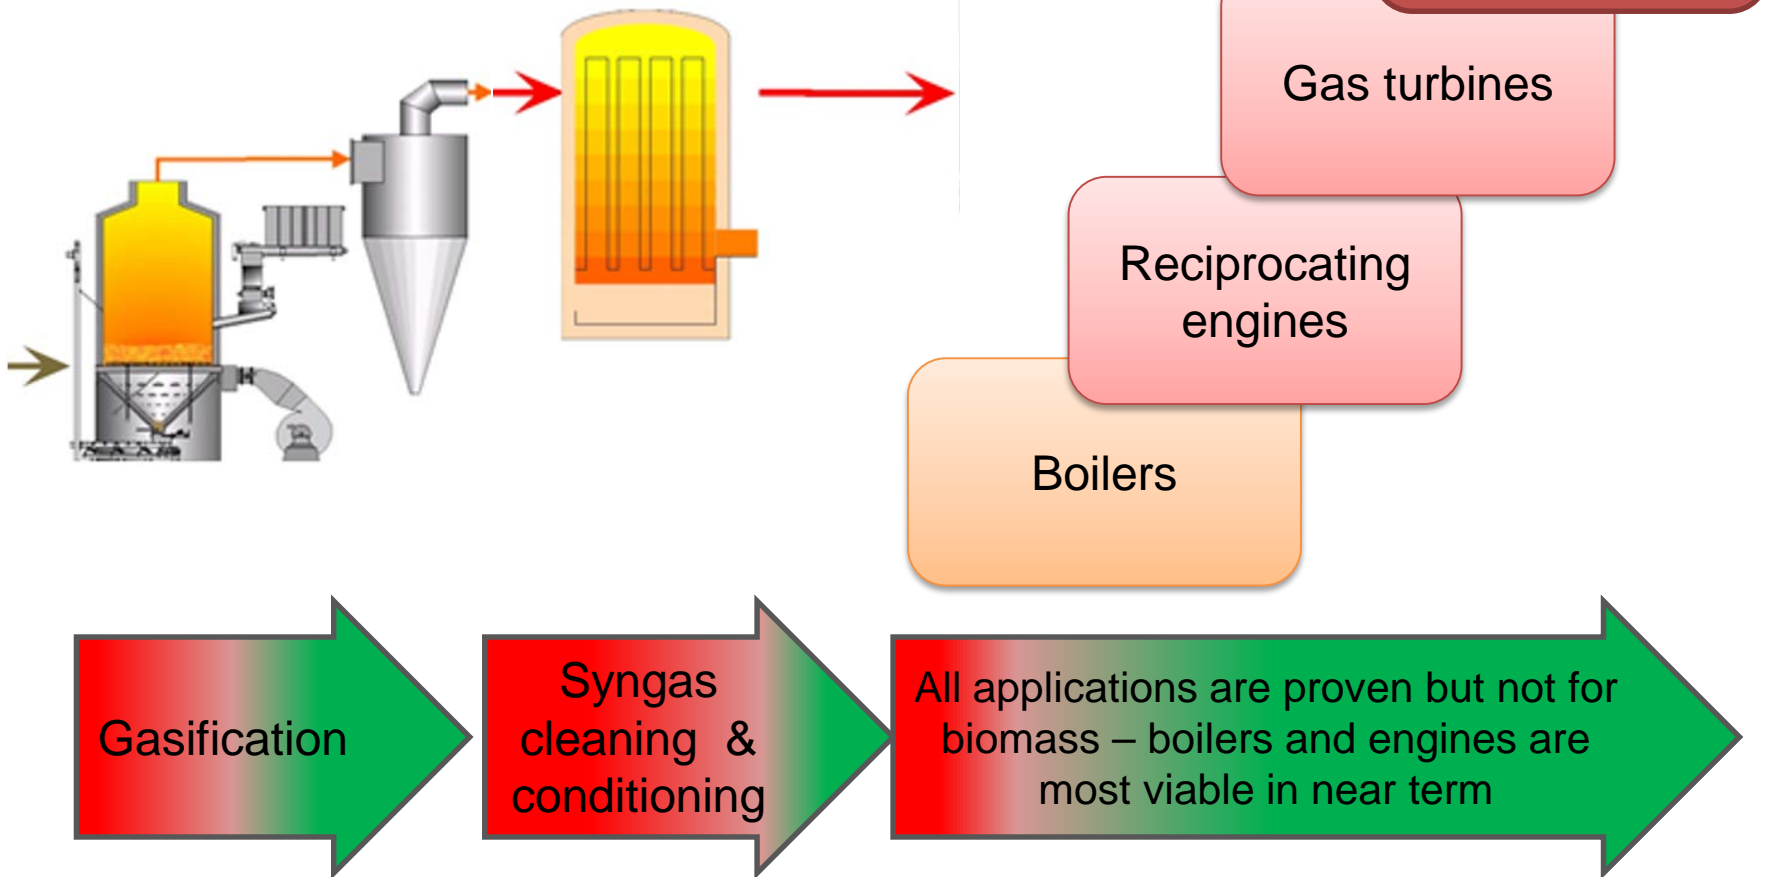 Gas turbines
Reciprocating
engines
Boilers
Gasification
Syngas
cleaning &
conditioning
All applications are proven but not for
biomass – boilers and engines are
most viable in near term